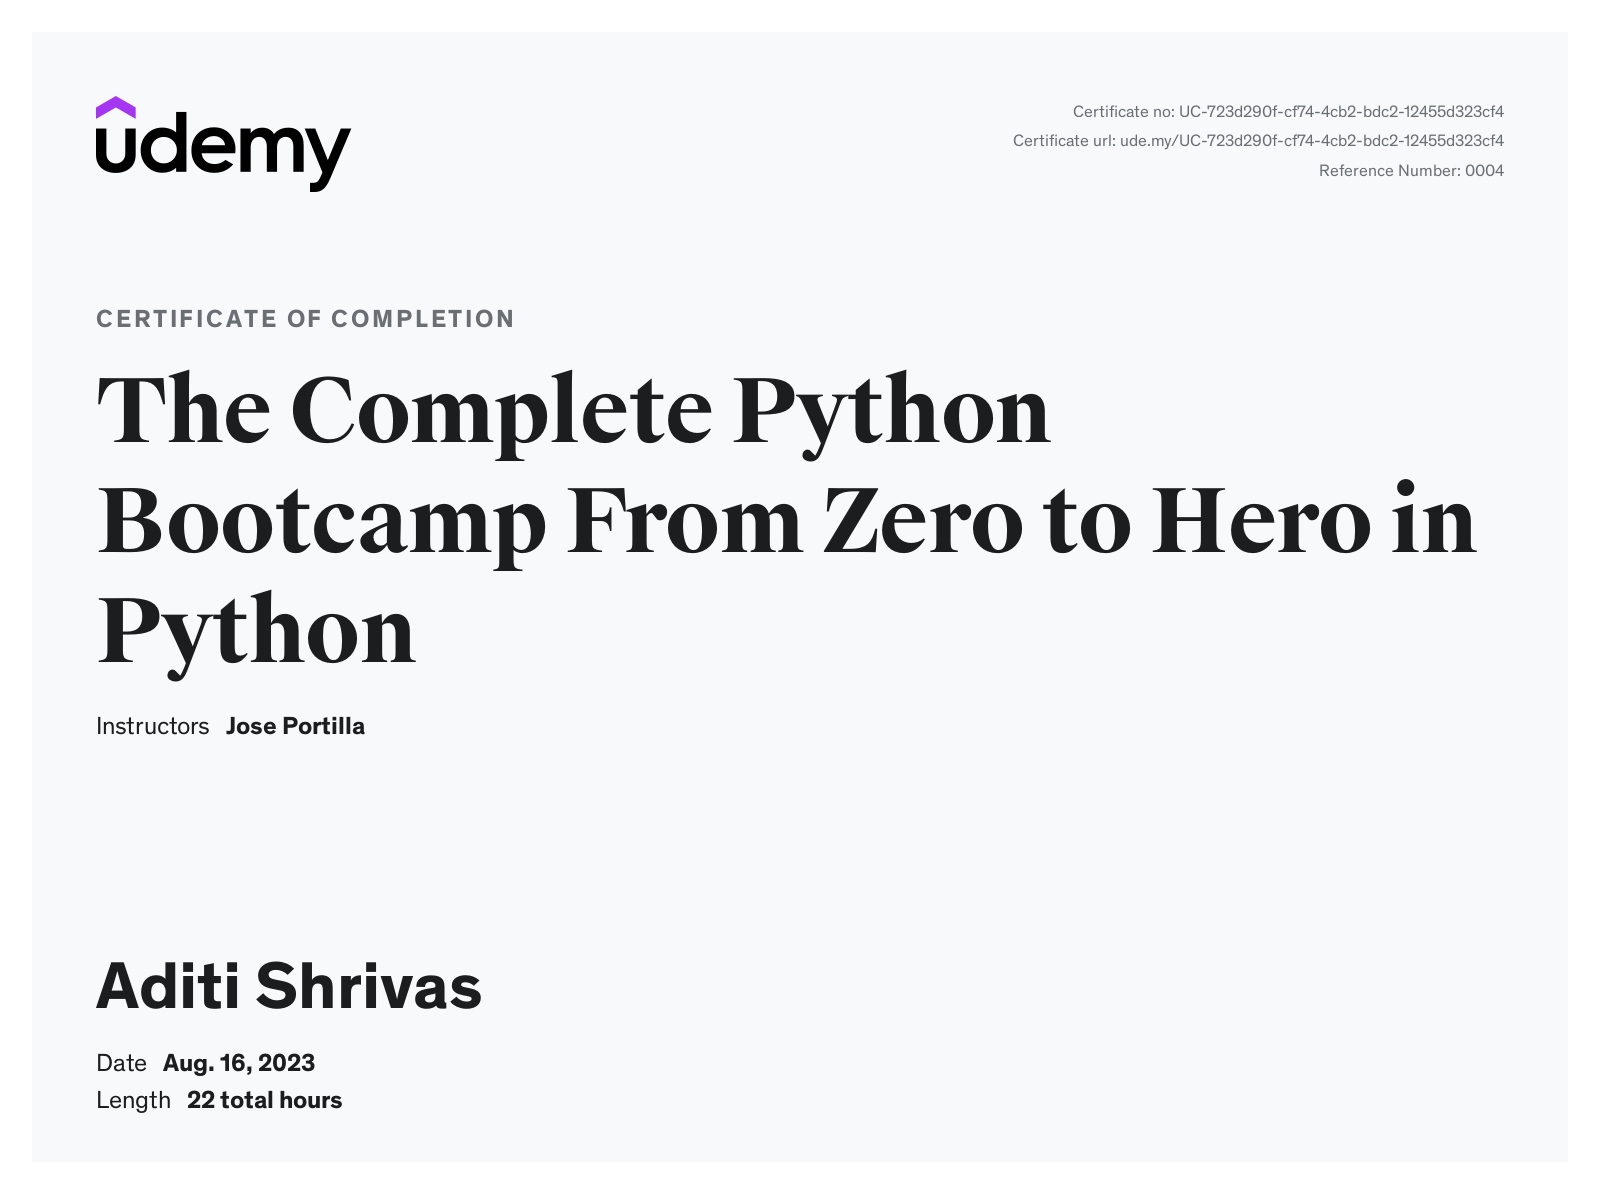 udemy
Certificate no: UC-723d290f-cf74-4cb2-bdc2-12455d323cf4
Certificate url: ude.my/UC-723d290f-cf74-4cb2-bdc2-12455d323cf4
Reference Number: 0004
CERTIFICATE OF COMPLETION
The Complete Python
Bootcamp From Zero to Hero in
Python
Instructors Jose Portilla
Aditi Shrivas
Date Aug. 16, 2023
Length 22 total hours